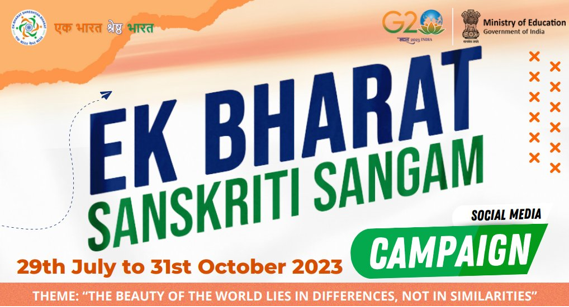 एक भारत श्रेष्ठ भारत
G20
Ministry of Education
Government of India
EK BHARAT
SANSKRITI SANGAM
SOCIAL MEDIA
CAMPAIGN
29th July to 31st October 2023
THEME: “THE BEAUTY OF THE WORLD LIES IN DIFFERENCES, NOT IN SIMILARITIES”